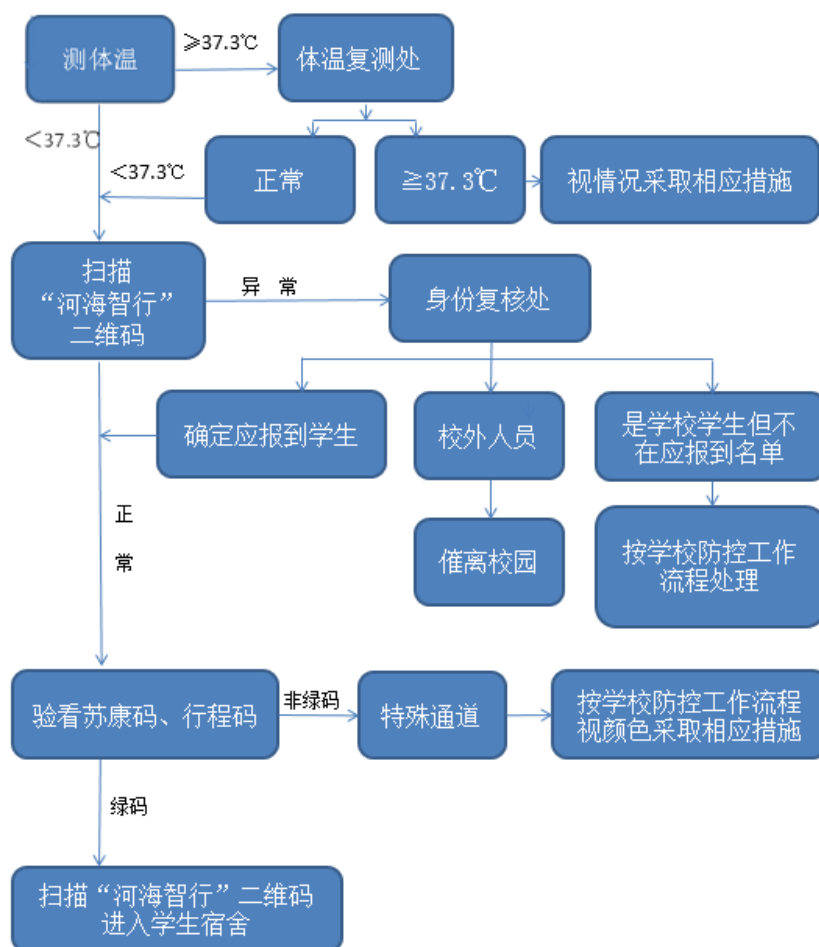 ≥37.3℃
测体温
体温复测处
＜37.3℃
＜37.3℃
正常
≧37.3℃
视情况采取相应措施
扫描
“河海智行”
二维码
异 常
身份复核处
确定应报到学生
校外人员
是学校学生但不
在应报到名单
正
常
催离校园
按学校防控工作
流程处理
验看苏康码、行程码
非绿码
特殊通道
按学校防控工作流程
视颜色采取相应措施
绿码
扫描“河海智行”二维码
进入学生宿舍